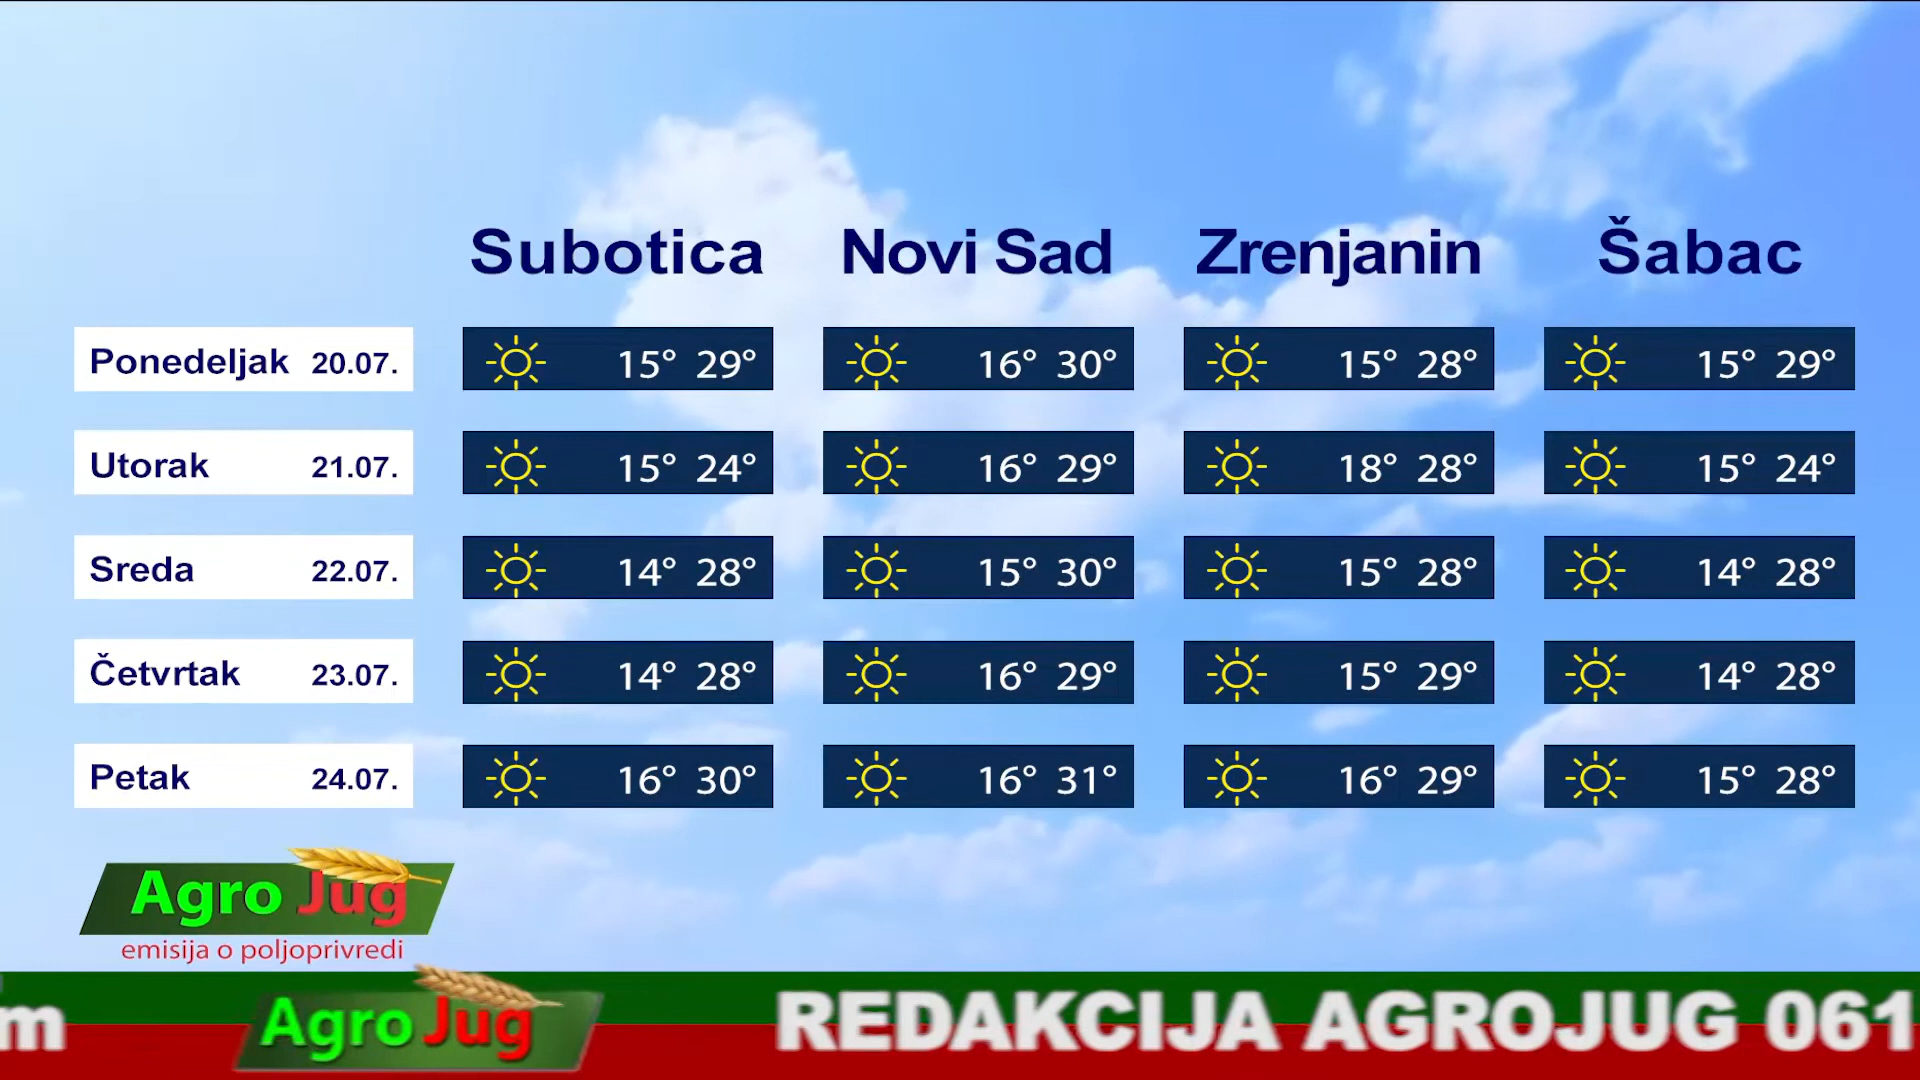 Subotica Novi Sad Zrenjanin Šabac
Ponedeljak 20.07. 15° 29° 16° 30° 15° 28° 15° 29°
Utorak 21.07. 15° 24° 16° 29° 18° 28° 15° 24°
Sreda 22.07. 14° 28° 15° 30° 15° 28° 14° 28°
Četvrtak 23.07. 14° 28° 16° 29° 15° 29° 14° 28°
Petak 24.07. 16° 30° 16° 31° 16° 29° 15° 28°
Agro Jug
emisija o poljoprivredi
m Agro Jug REDAKCIJA AGROJUG 061